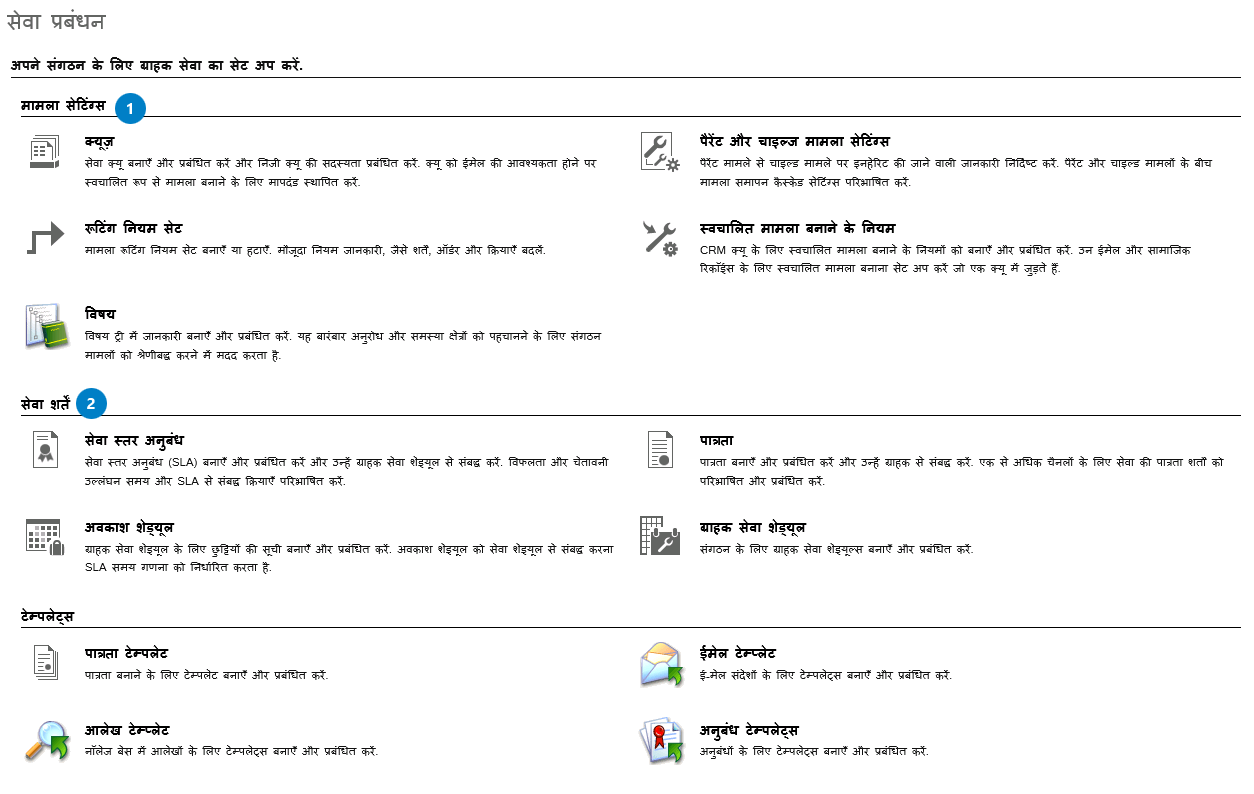 सेवा प्रबंधन
अपने संगठन के लिए ग्राहक सेवा का सेट अप करें.
मामला सेटिंग्स 1
क्यूज़
सेवा क्यू बनाएँ और प्रबंधित करें और निजी क्यू की सदस्यता प्रबंधित करें. क्यू को ईमेल की आवश्यकता होने पर
स्वचालित रूप से मामला बनाने के लिए मापदंड स्थापित करें.
पैरेंट और चाइल्ज मामला सेटिंग्स
पैरेंट मामले से चाइल्ड मामले पर इनहेरिट की जाने वाली जानकारी निर्दिष्ट करें. पैरेंट और चाइल्ड मामलों के बीच
मामला समापन कैस्केड सेटिंग्स परिभाषित करें.
रूटिंग नियम सेट
मामला रूटिंग नियम सेट बनाएँ या हटाएँ. मौजूदा नियम जानकारी, जैसे शर्तें, ऑर्डर और क्रियाएँ बदलें.
स्वचालित मामला बनाने के नियम
CRM क्यू के लिए स्वचालित मामला बनाने के नियमों को बनाएँ और प्रबंधित करें. उन ईमेल और सामाजिक
रिकॉर्ड्स के लिए स्वचालित मामला बनाना सेट अप करें जो एक क्यू में जुड़ते हैं.
विषय
विषय ट्री में जानकारी बनाएँ और प्रबंधित करें. यह बारंबार अनुरोध और समस्या क्षेत्रों को पहचानने के लिए संगठन
मामलों को श्रेणीबद्ध करने में मदद करता है.
सेवा शर्तें 2
सेवा स्तर अनुबंध
सेवा स्तर अनुबंध (SLA) बनाएँ और प्रबंधित करें और उन्हें ग्राहक सेवा शेड्यूल से संबद्ध करें. विफलता और चेतावनी
उल्लंघन समय और SLA से संबद्ध क्रियाएँ परिभाषित करें.
पात्रता
पात्रता बनाएँ और प्रबंधित करें और उन्हें ग्राहक से संबद्ध करें. एक से अधिक चैनलों के लिए सेवा की पात्रता शर्तों को
परिभाषित और प्रबंधित करें.
अवकाश शेड्यूल
ग्राहक सेवा शेड्यूल के लिए छुट्टियों की सूची बनाएँ और प्रबंधित करें. अवकाश शेड्यूल को सेवा शेड्यूल से संबद्ध करना
SLA समय गणना को निर्धारित करता है.
ग्राहक सेवा शेड्यूल
संगठन के लिए ग्राहक सेवा शेड्यूल्स बनाएँ और प्रबंधित करें.
टेम्पलेट्स
पात्रता टेम्पलेट
पात्रता बनाने के लिए टेम्पलेट बनाएँ और प्रबंधित करें.
ईमेल टेम्प्लेट
ई-मेल संदेशों के लिए टेम्पलेट्स बनाएँ और प्रबंधित करें.
आलेख टेम्प्लेट
नॉलेज बेस में आलेखों के लिए टेम्पलेट्स बनाएँ और प्रबंधित करें.
अनुबंध टेम्पलेट्स
अनुबंधों के लिए टेम्पलेट्स बनाएँ और प्रबंधित करें.